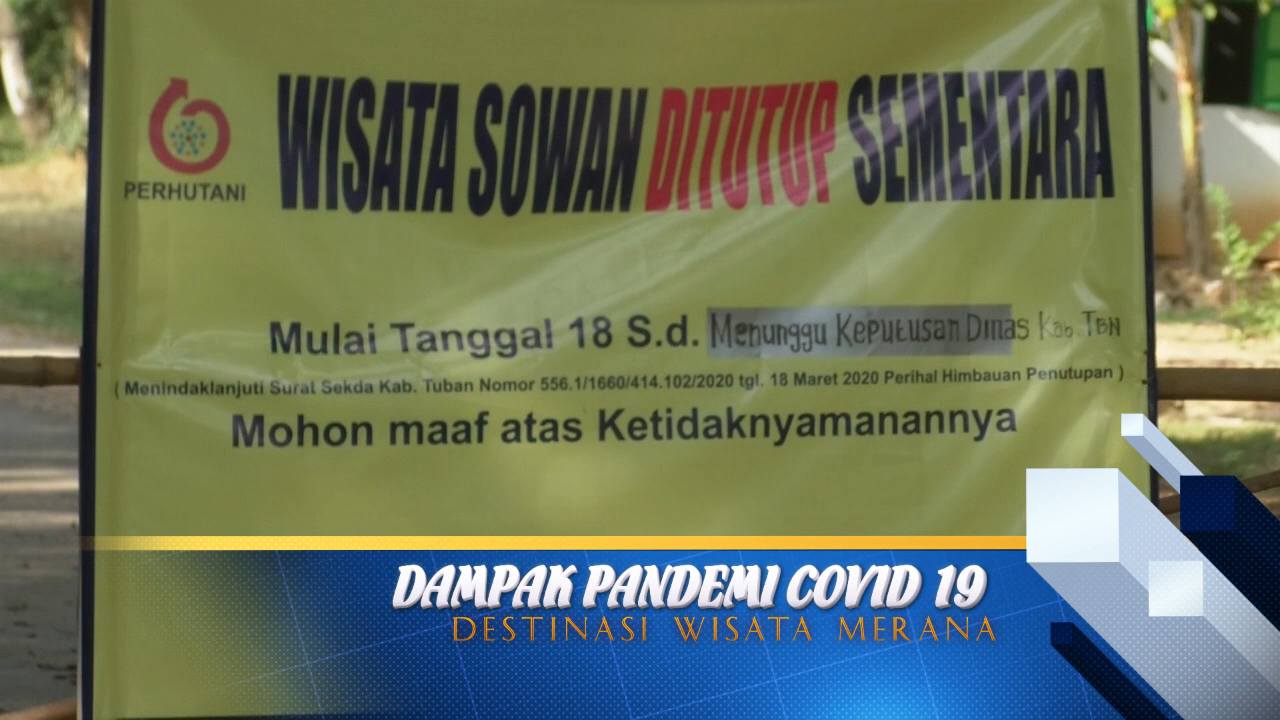 PERHUTANI
WISATA SOWAN DITUTUP SEMENTARA
Mulai Tanggal 18 S.d. Menunggu Keputusan Dinas Kab. TBN
( Menindaklanjuti Surat Sekda Kab. Tuban Nomor 556.1/1660/414.102/2020 tgl. 18 Maret 2020 Perihal Himbauan Penutupan )
Mohon maaf atas Ketidaknyamanannya
DAMPAK PANDEMI COVID 19
DESTINASI WISATA MERANA